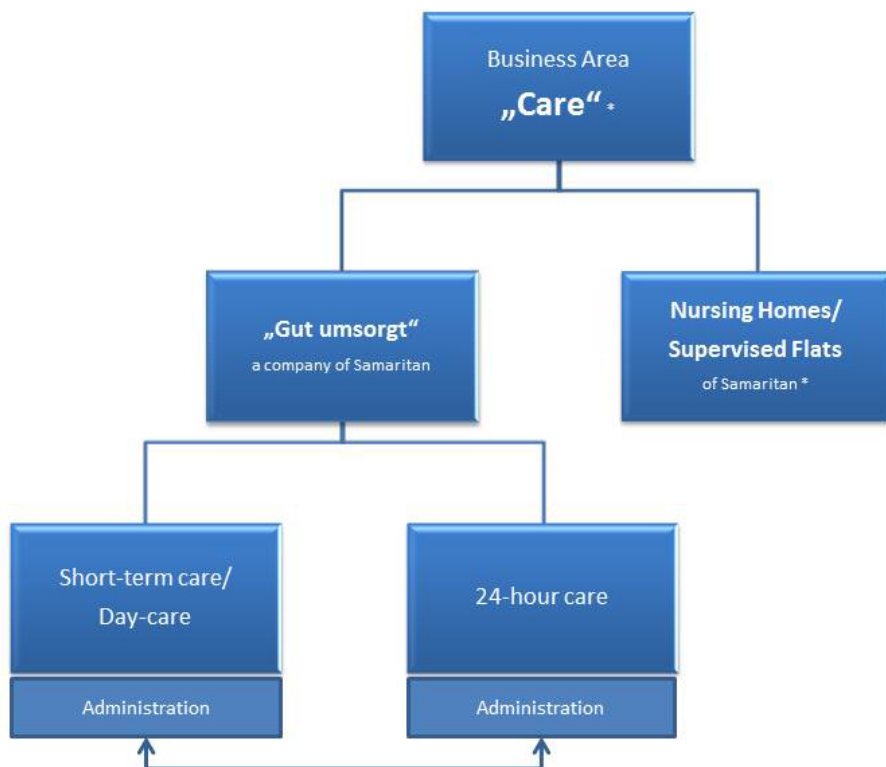 Business Area
„Care“ *
„Gut umsorgt“
a company of Samaritan
Nursing Homes/
Supervised Flats
of Samaritan *
Short-term care/
Day-care
24-hour care
Administration
Administration